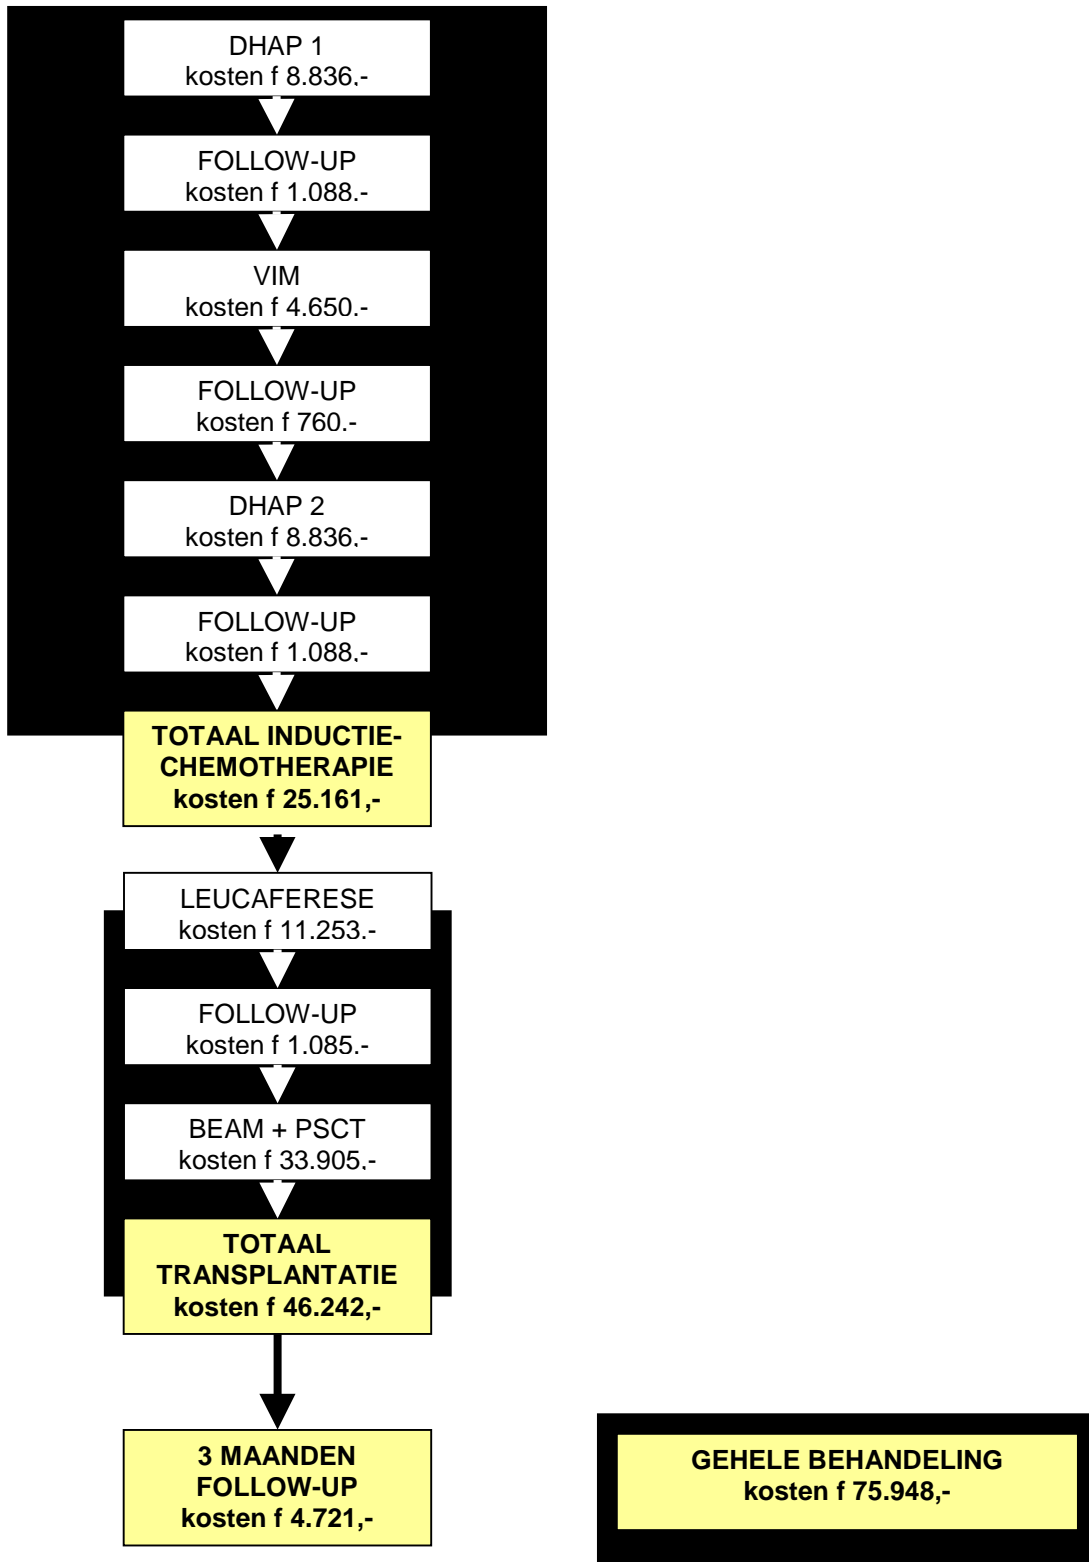 DHAP 1
kosten f 8.836,-
FOLLOW-UP
kosten f 1.088,-
VIM
kosten f 4.650,-
FOLLOW-UP
kosten f 760,-
DHAP 2
kosten f 8.836,-
FOLLOW-UP
kosten f 1.088,-
TOTAAL INDUCTIE-
CHEMOTHERAPIE
kosten f 25.161,-
LEUCAFERESE
kosten f 11.253,-
FOLLOW-UP
kosten f 1.085,-
BEAM + PSCT
kosten f 33.905,-
TOTAAL
TRANSPLANTATIE
kosten f 46.242,-
3 MAANDEN
FOLLOW-UP
kosten f 4.721,-
GEHELE BEHANDELING
kosten f 75.948,-